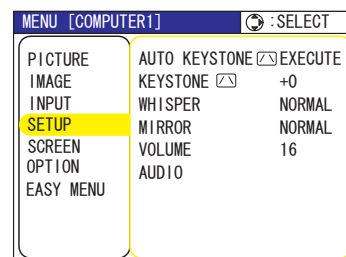 MENU [COMPUTER1] :SELECT
PICTURE
IMAGE
INPUT
SETUP
SCREEN
OPTION
EASY MENU
AUTO KEYSTONE EXECUTE
KEYSTONE +0
WHISPER NORMAL
MIRROR NORMAL
VOLUME 16
AUDIO